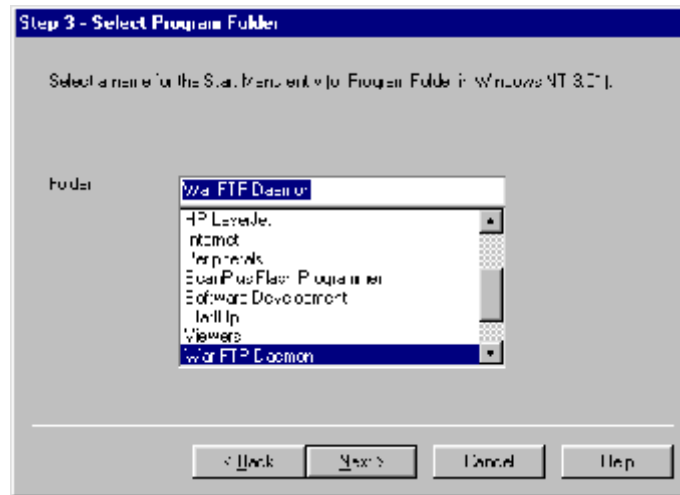 Step 3 - Select Program Folder
Select a name for the Start Menu entry (or Program Folder in Windows NT 3.51).
Folder
War FTP Daemon
HP LaserJet
Internet
Peripherals
ScanPlus Flash Programmer
Software Development
StartUp
Viewers
War FTP Daemon
< Back
Next >
Cancel
Help